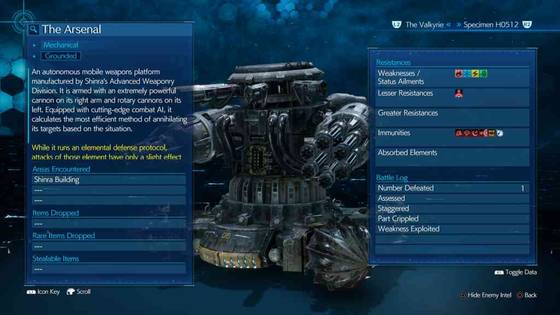 The Arsenal
Mechanical
Grounded
An autonomous mobile weapons platform
manufactured by Shinra's Advanced Weaponry
Division. It is armed with an extremely powerful
cannon on its right arm and rotary cannons on its
left. Equipped with cutting-edge combat AI, it
calculates the most efficient method of annihilating
its targets based on the situation.
While it runs an elemental defense protocol,
attacks of those element have only a slight effect
Areas Encountered
Shinra Building
---
---
Items Dropped
---
Rare Items Dropped
---
Stealable Items
---
Icon Key Scroll
L2 The Valkyrie Specimen H0512 R2
Resistances
Weaknesses /
Status Ailments
Lesser Resistances
Greater Resistances
Immunities
Absorbed Elements
Battle Log
Number Defeated 1
Assessed
Staggered
Part Crippled
Weakness Exploited
Toggle Data
Hide Enemy Intel Back